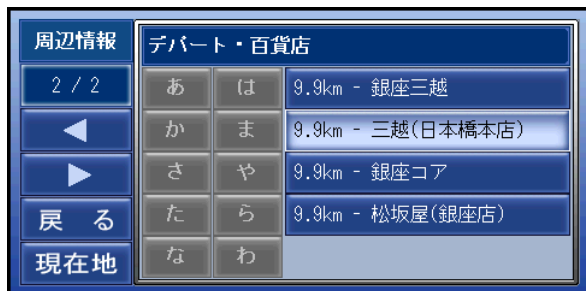 周辺情報
デパート・百貨店
2 / 2
あ は
9.9km - 銀座三越
か ま
9.9km - 三越(日本橋本店)
さ や
9.9km - 銀座コア
戻 る
た ら
9.9km - 松坂屋(銀座店)
現在地
な わ